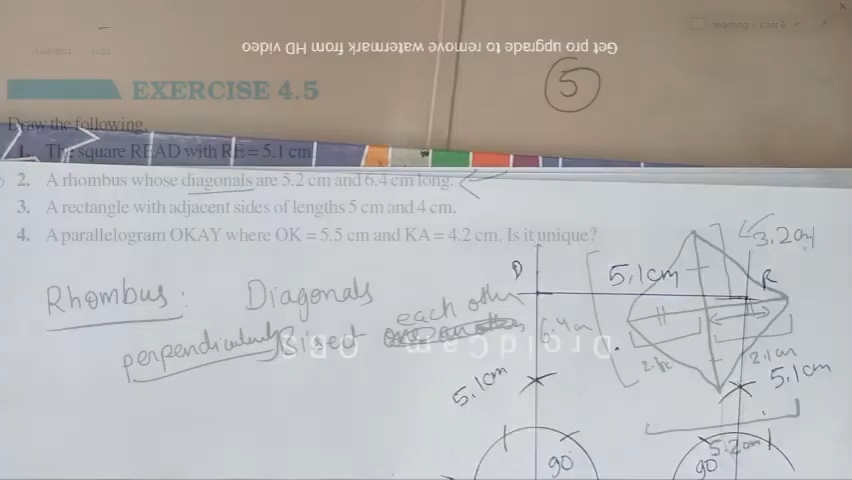 Get pro upgrade to remove watermark from HD video
5
EXERCISE 4.5
Draw the following.
1. The square READ with RE = 5.1 cm.
2. A rhombus whose diagonals are 5.2 cm and 6.4 cm long.
3. A rectangle with adjacent sides of lengths 5 cm and 4 cm.
4. A parallelogram OKAY where OK = 5.5 cm and KA = 4.2 cm. Is it unique?
3.2cm
D
5.1cm
R
Rhombus: Diagonals
perpendicularly Bisect each other
6.4 cm
DroidCam OBS
2.1cm
5.1cm
5.1cm
5.2cm
90°
90°